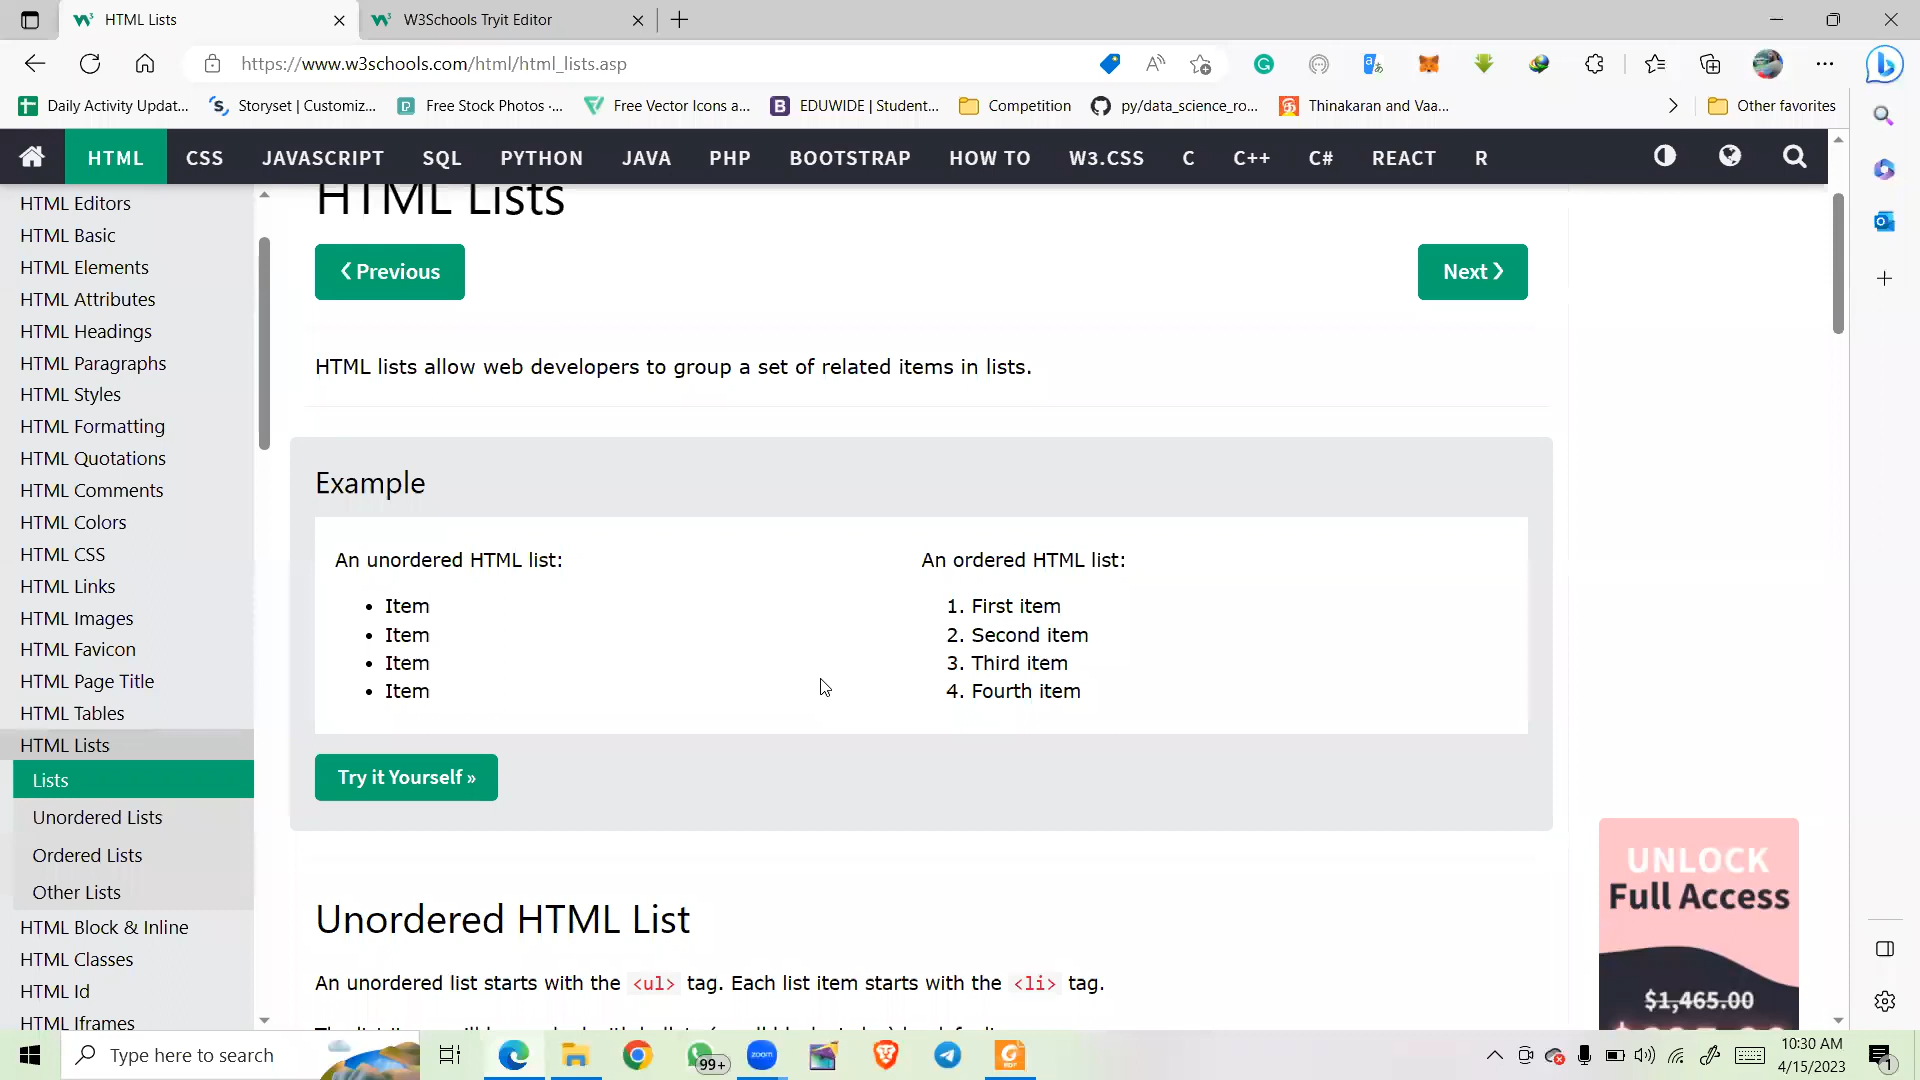 HTML Lists
W3Schools Tryit Editor
https://www.w3schools.com/html/html_lists.asp
Daily Activity Updat...
Storyset | Customiz...
Free Stock Photos ·...
Free Vector Icons a...
EDUWIDE | Student...
Competition
py/data_science_ro...
Thinakaran and Vaa...
Other favorites
HTML
CSS
JAVASCRIPT
SQL
PYTHON
JAVA
PHP
BOOTSTRAP
HOW TO
W3.CSS
C
C++
C#
REACT
R
HTML Editors
HTML Basic
HTML Elements
HTML Attributes
HTML Headings
HTML Paragraphs
HTML Styles
HTML Formatting
HTML Quotations
HTML Comments
HTML Colors
HTML CSS
HTML Links
HTML Images
HTML Favicon
HTML Page Title
HTML Tables
HTML Lists
Lists
Unordered Lists
Ordered Lists
Other Lists
HTML Block & Inline
HTML Classes
HTML Id
HTML Iframes
HTML Lists
❮ Previous
Next ❯
HTML lists allow web developers to group a set of related items in lists.
Example
An unordered HTML list:
• Item
• Item
• Item
• Item
An ordered HTML list:
1. First item
2. Second item
3. Third item
4. Fourth item
Try it Yourself »
Unordered HTML List
An unordered list starts with the <ul> tag. Each list item starts with the <li> tag.
UNLOCK
Full Access
$1,465.00
Type here to search
99+
zoom
10:30 AM
4/15/2023
1